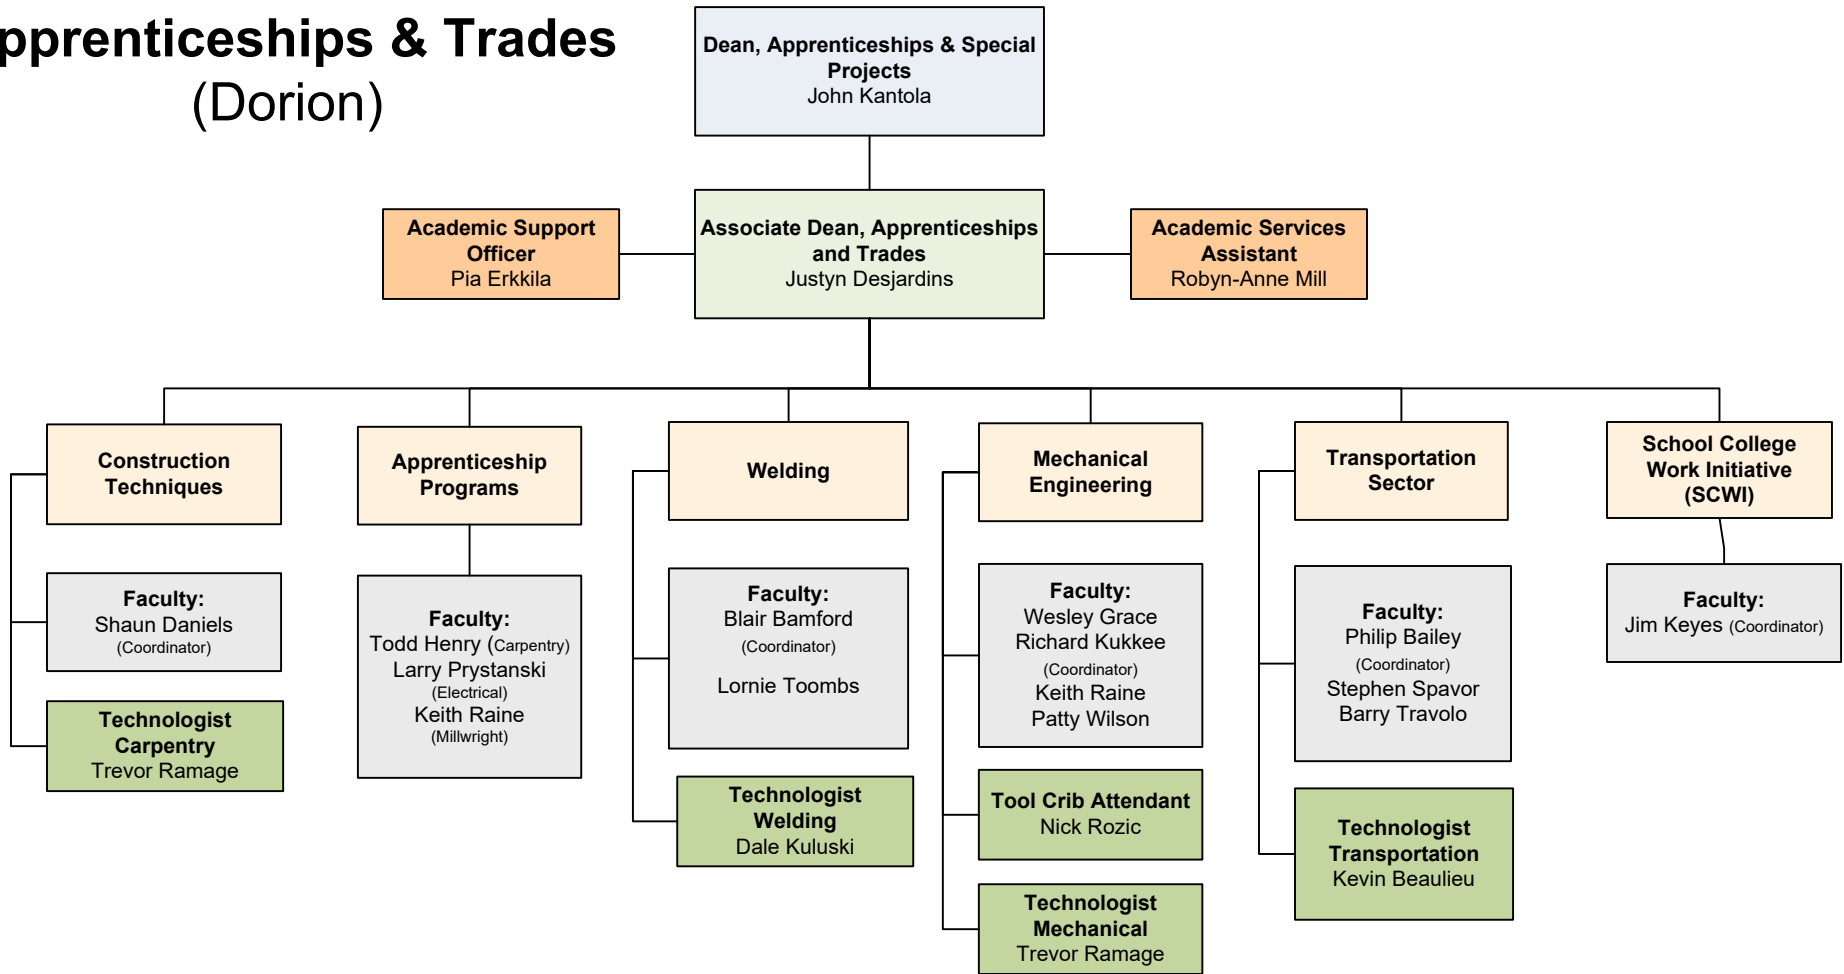 pprenticeships & Trades
(Dorion)
Dean, Apprenticeships & Special
Projects
John Kantola
Academic Support
Officer
Pia Erkkila
Associate Dean, Apprenticeships
and Trades
Justyn Desjardins
Academic Services
Assistant
Robyn-Anne Mill
Construction
Techniques
Faculty:
Shaun Daniels
(Coordinator)
Technologist
Carpentry
Trevor Ramage
Apprenticeship
Programs
Faculty:
Todd Henry (Carpentry)
Larry Prystanski
(Electrical)
Keith Raine
(Millwright)
Welding
Faculty:
Blair Bamford
(Coordinator)
Lornie Toombs
Technologist
Welding
Dale Kuluski
Mechanical
Engineering
Faculty:
Wesley Grace
Richard Kukkee
(Coordinator)
Keith Raine
Patty Wilson
Tool Crib Attendant
Nick Rozic
Technologist
Mechanical
Trevor Ramage
Transportation
Sector
Faculty:
Philip Bailey
(Coordinator)
Stephen Spavor
Barry Travolo
Technologist
Transportation
Kevin Beaulieu
School College
Work Initiative
(SCWI)
Faculty:
Jim Keyes (Coordinator)